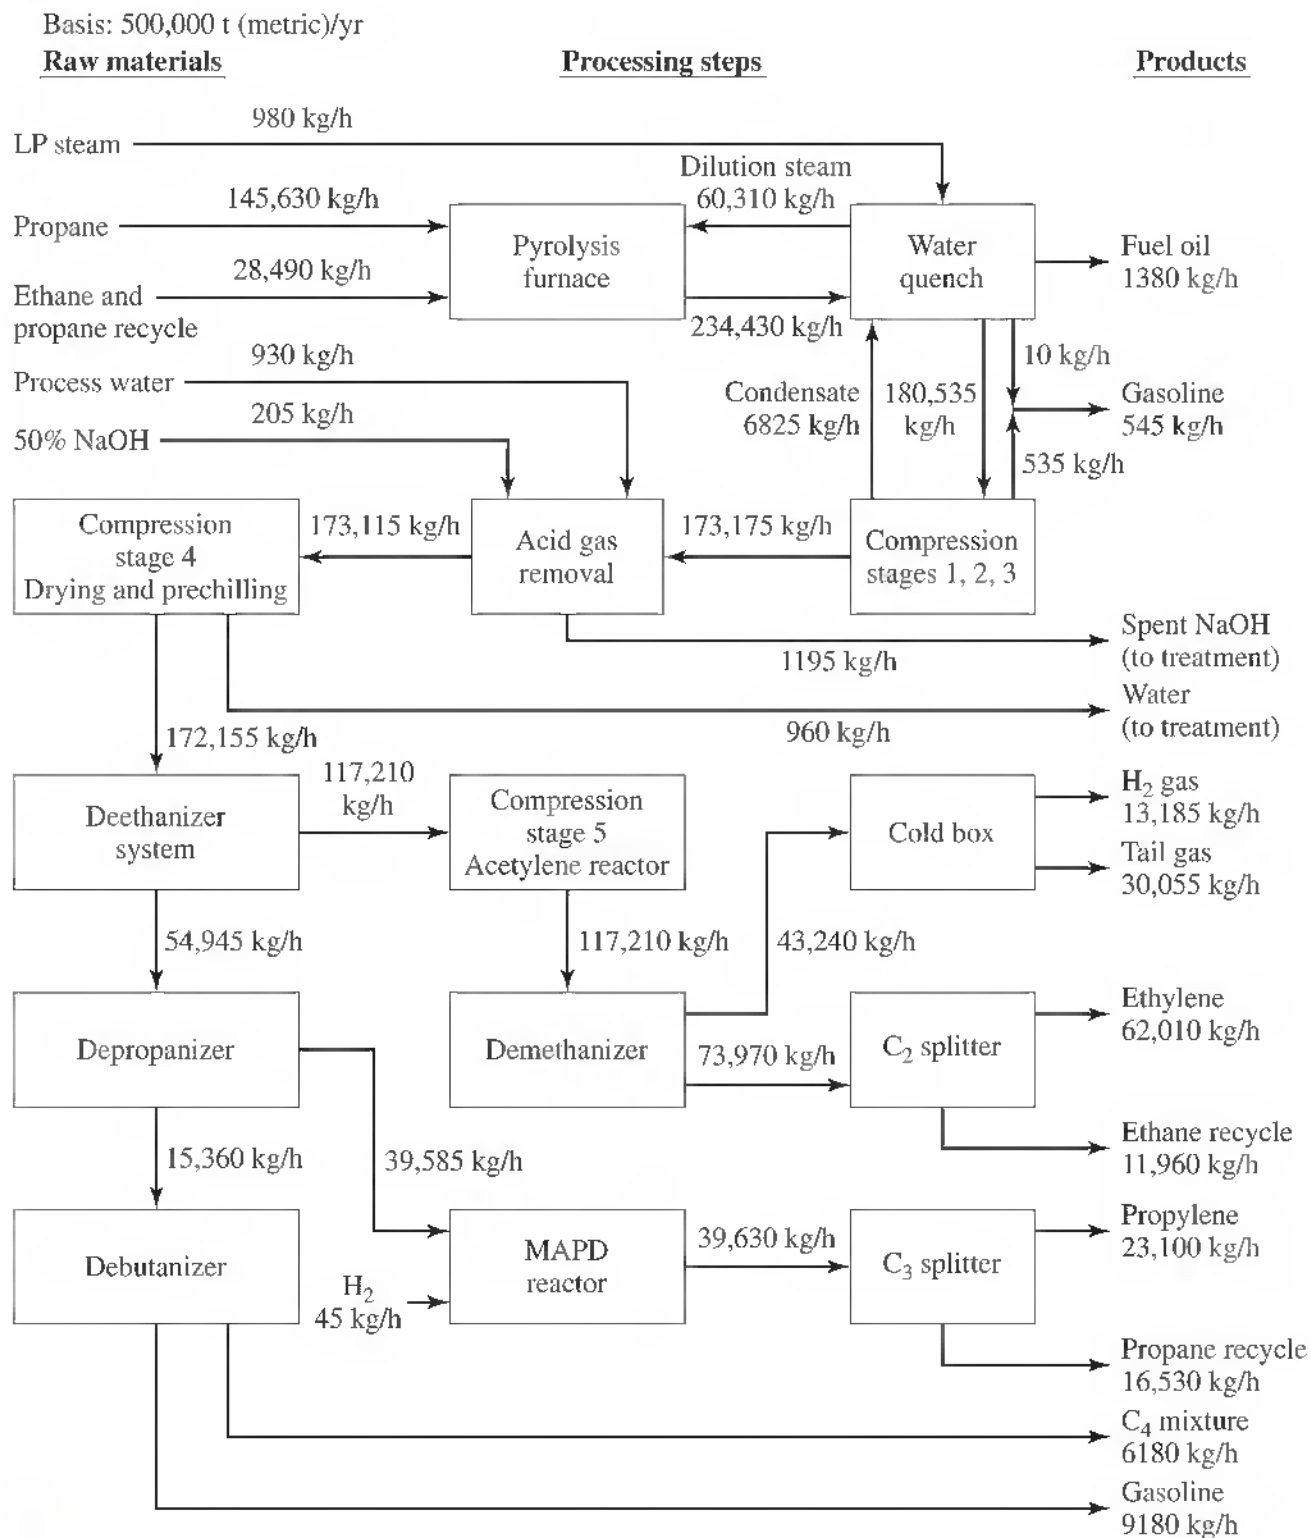 Basis: 500,000 t (metric)/yr
Raw materials
Processing steps
Products
980 kg/h
LP steam
Dilution steam
60,310 kg/h
145,630 kg/h
Propane
Pyrolysis
furnace
Water
quench
Fuel oil
1380 kg/h
28,490 kg/h
Ethane and
propane recycle
234,430 kg/h
930 kg/h
Process water
10 kg/h
Condensate
6825 kg/h
180,535
kg/h
Gasoline
545 kg/h
205 kg/h
50% NaOH
535 kg/h
Compression
stage 4
Drying and prechilling
173,115 kg/h
Acid gas
removal
173,175 kg/h
Compression
stages 1, 2, 3
Spent NaOH
(to treatment)
1195 kg/h
Water
(to treatment)
960 kg/h
172,155 kg/h
117,210
kg/h
Deethanizer
system
Compression
stage 5
Acetylene reactor
Cold box
H₂ gas
13,185 kg/h
Tail gas
30,055 kg/h
54,945 kg/h
117,210 kg/h
43,240 kg/h
Depropanizer
Demethanizer
73,970 kg/h
C₂ splitter
Ethylene
62,010 kg/h
Ethane recycle
11,960 kg/h
15,360 kg/h
39,585 kg/h
Debutanizer
H₂
45 kg/h
MAPD
reactor
39,630 kg/h
C₃ splitter
Propylene
23,100 kg/h
Propane recycle
16,530 kg/h
C₄ mixture
6180 kg/h
Gasoline
9180 kg/h